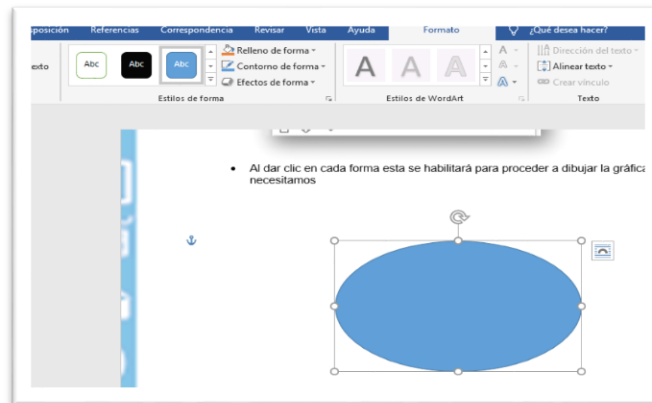 sposición Referencias Correspondencia Revisar Vista Ayuda Formato ¿Qué desea hacer?
exto Abc Abc Abc Relleno de forma A A A A Dirección del texto
Contorno de forma A Alinear texto
Efectos de forma A Crear vínculo
Estilos de forma Estilos de WordArt Texto
• Al dar clic en cada forma esta se habilitará para proceder a dibujar la gráfica
necesitamos